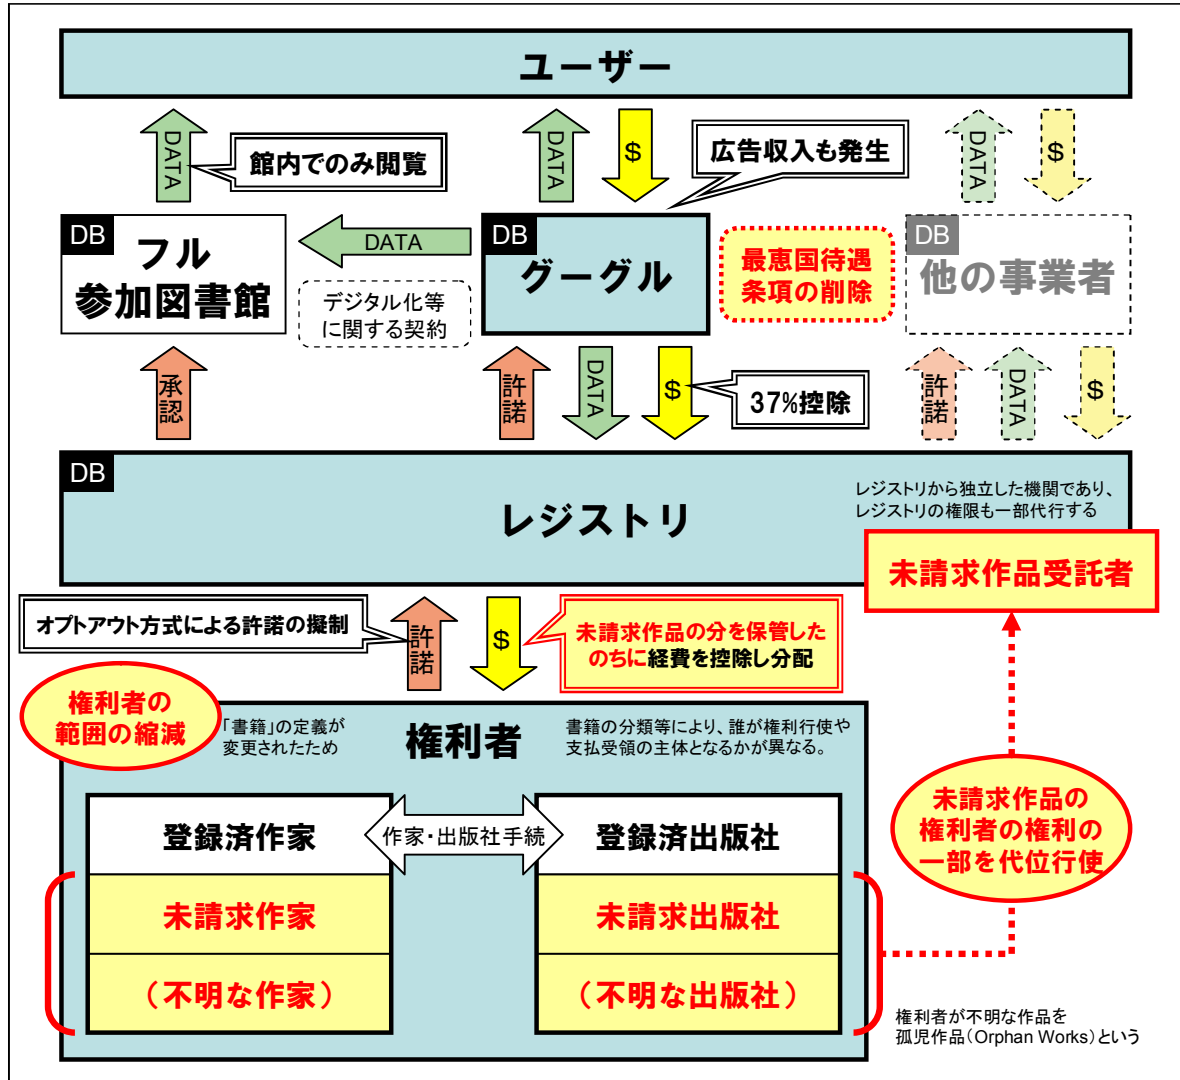 ユーザー
DATA
館内でのみ閲覧
DATA
$
広告収入も発生
DATA
$
DB
フル
参加図書館
DATA
デジタル化等
に関する契約
DB
グーグル
最恵国待遇
条項の削除
DB
他の事業者
承認
許諾
DATA
$
37%控除
許諾
DATA
$
DB
レジストリ
レジストリから独立した機関であり、
レジストリの権限も一部代行する
未請求作品受託者
オプトアウト方式による許諾の擬制
許諾
$
未請求作品の分を保管した
のちに経費を控除し分配
権利者の
範囲の縮減
「書籍」の定義が
変更されたため
権利者
書籍の分類等により、誰が権利行使や
支払受領の主体となるかが異なる。
登録済作家
作家・出版社手続
登録済出版社
未請求作家
未請求出版社
（不明な作家）
（不明な出版社）
未請求作品の
権利者の権利の
一部を代位行使
権利者が不明な作品を
孤児作品（Orphan Works）という